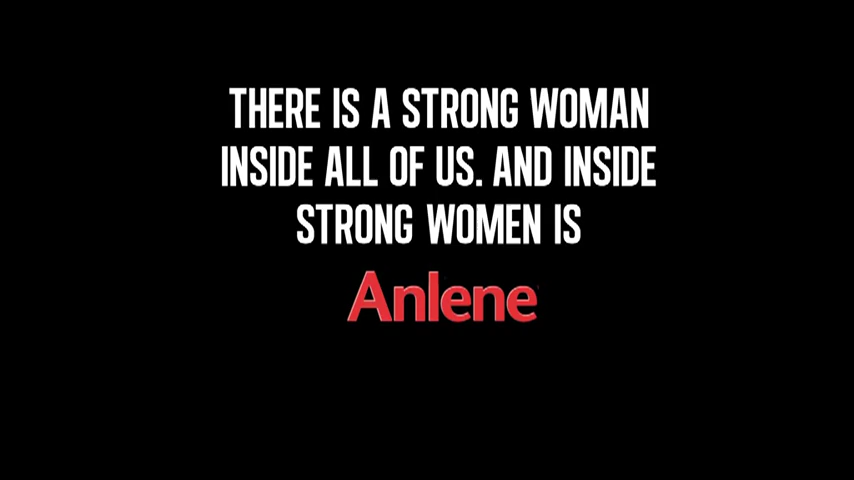 THERE IS A STRONG WOMAN
INSIDE ALL OF US. AND INSIDE
STRONG WOMEN IS
Anlene